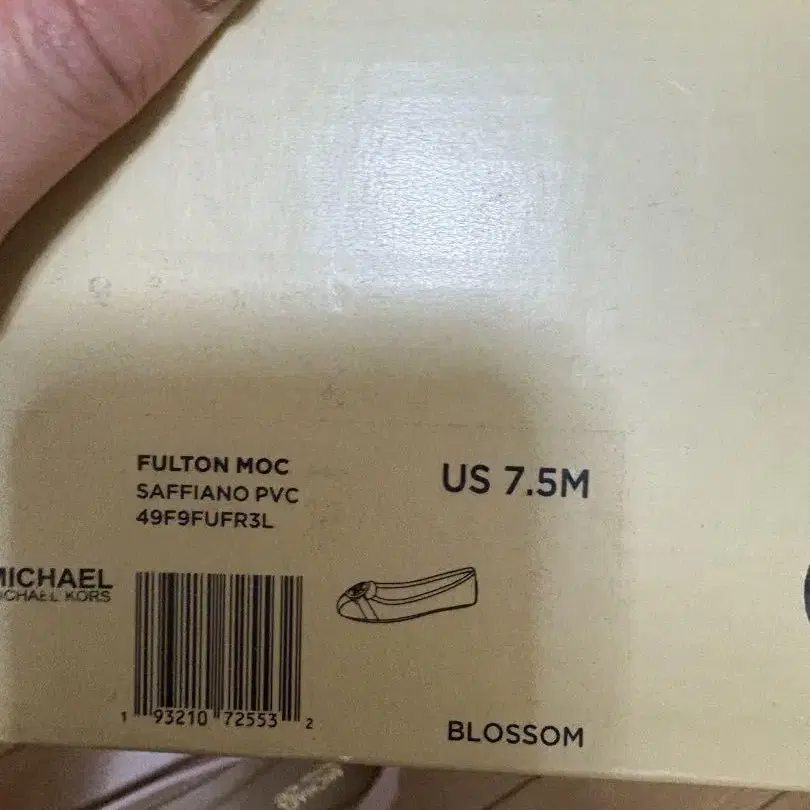 FULTON MOC
SAFFIANO PVC
49F9FUFR3L
US 7.5M
MICHAEL
MICHAEL KORS
1 93210 72553 2
BLOSSOM